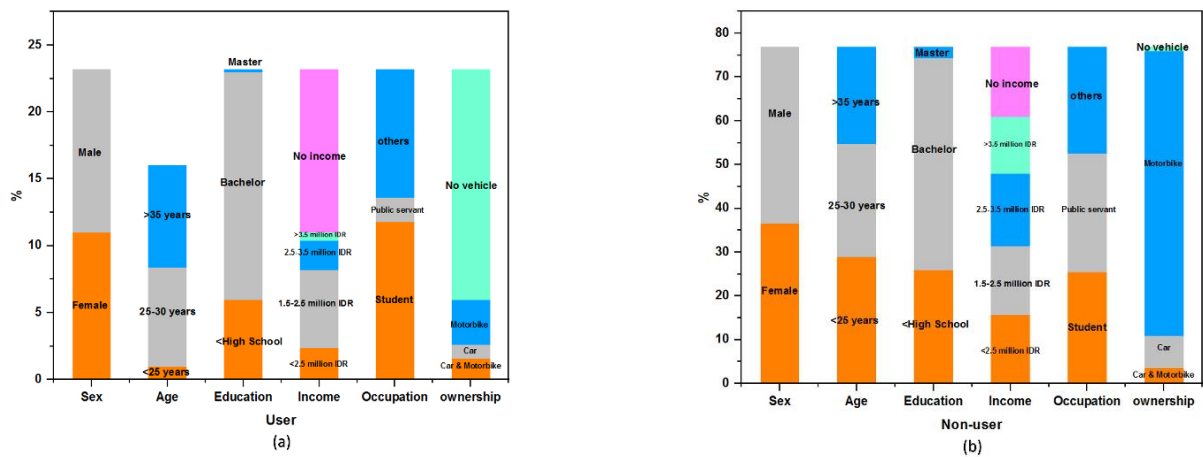 25
20
15
10
5
0
%
Master
Male
Bachelor
No income
others
No vehicle
>35 years
Public servant
>3.5 million IDR
2.5-3.5 million IDR
Female
25-30 years
1.5-2.5 million IDR
Student
Motorbike
<High School
Car
<25 years
<2.5 million IDR
Car & Motorbike
Sex Age Education Income Occupation ownership
User
(a)
80
70
60
50
40
30
20
10
0
%
Master
No vehicle
Male
>35 years
Bachelor
No income
others
>3.5 million IDR
Motorbike
25-30 years
2.5-3.5 million IDR
Public servant
Female
1.5-2.5 million IDR
<25 years
<High School
Student
Car
<2.5 million IDR
Car & Motorbike
Sex Age Education Income Occupation ownership
Non-user
(b)